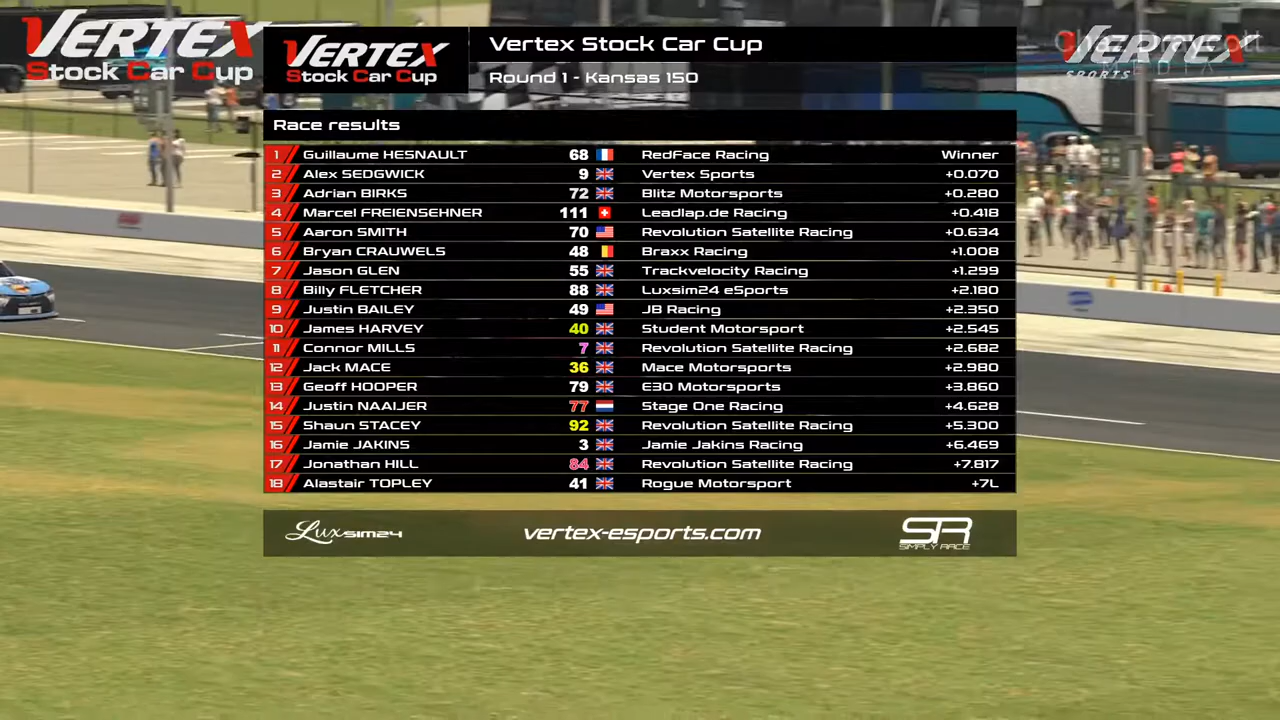 VERTEX
Stock Car Cup
VERTEX
Stock Car Cup
Vertex Stock Car Cup
Round 1 - Kansas 150
VERTEX
SPORTS
Race results
1 Guillaume HESNAULT 68 RedFace Racing Winner
2 Alex SEDGWICK 9 Vertex Sports +0.070
3 Adrian BIRKS 72 Blitz Motorsports +0.280
4 Marcel FREIENSEHNER 111 Leadlap.de Racing +0.418
5 Aaron SMITH 70 Revolution Satellite Racing +0.634
6 Bryan CRAUWELS 48 Braxx Racing +1.008
7 Jason GLEN 55 Trackvelocity Racing +1.299
8 Billy FLETCHER 88 Luxsim24 eSports +2.180
9 Justin BAILEY 49 JB Racing +2.350
10 James HARVEY 40 Student Motorsport +2.545
11 Connor MILLS 7 Revolution Satellite Racing +2.682
12 Jack MACE 36 Mace Motorsports +2.980
13 Geoff HOOPER 79 E30 Motorsports +3.860
14 Justin NAAIJER 77 Stage One Racing +4.628
15 Shaun STACEY 92 Revolution Satellite Racing +5.300
16 Jamie JAKINS 3 Jamie Jakins Racing +6.469
17 Jonathan HILL 84 Revolution Satellite Racing +7.817
18 Alastair TOPLEY 41 Rogue Motorsport +7L
Luxsim24
vertex-esports.com
SR
SIMPLY RACE